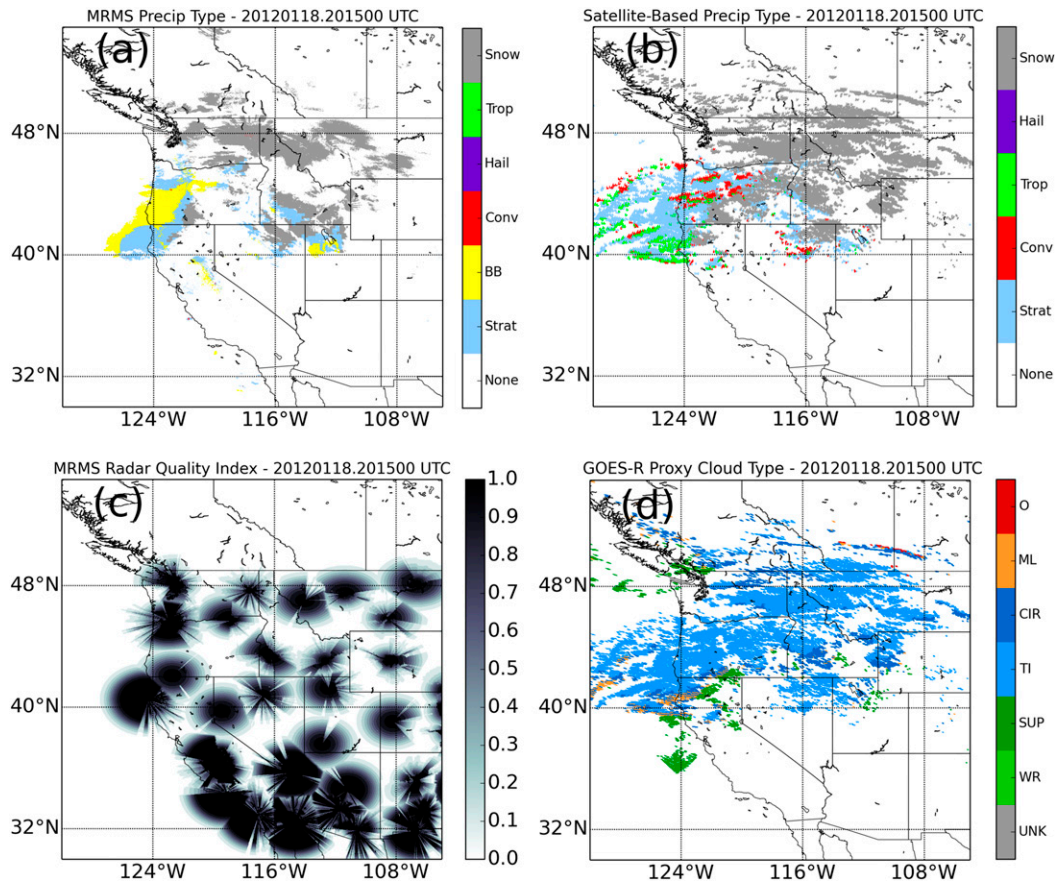 MRMS Precip Type - 20120118.201500 UTC
(a)
48°N
40°N
32°N
124°W
116°W
108°W
Snow
Trop
Hail
Conv
BB
Strat
None
Satellite-Based Precip Type - 20120118.201500 UTC
(b)
48°N
40°N
32°N
124°W
116°W
108°W
Snow
Hail
Trop
Conv
Strat
None
MRMS Radar Quality Index - 20120118.201500 UTC
(c)
48°N
40°N
32°N
124°W
116°W
108°W
1.0
0.9
0.8
0.7
0.6
0.5
0.4
0.3
0.2
0.1
0.0
GOES-R Proxy Cloud Type - 20120118.201500 UTC
(d)
48°N
40°N
32°N
124°W
116°W
108°W
O
ML
CIR
TI
SUP
WR
UNK